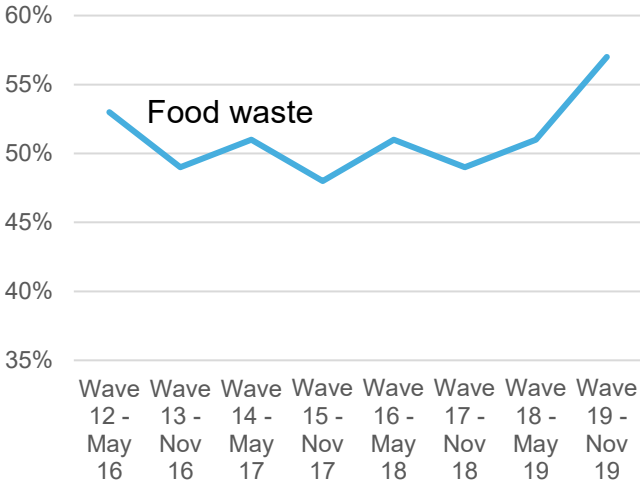 60%
55%
Food waste
50%
45%
40%
35%
Wave Wave Wave Wave Wave Wave Wave Wave
12 - 13 - 14 - 15 - 16 - 17 - 18 - 19 -
May Nov May Nov May Nov May Nov
16 16 17 17 18 18 19 19